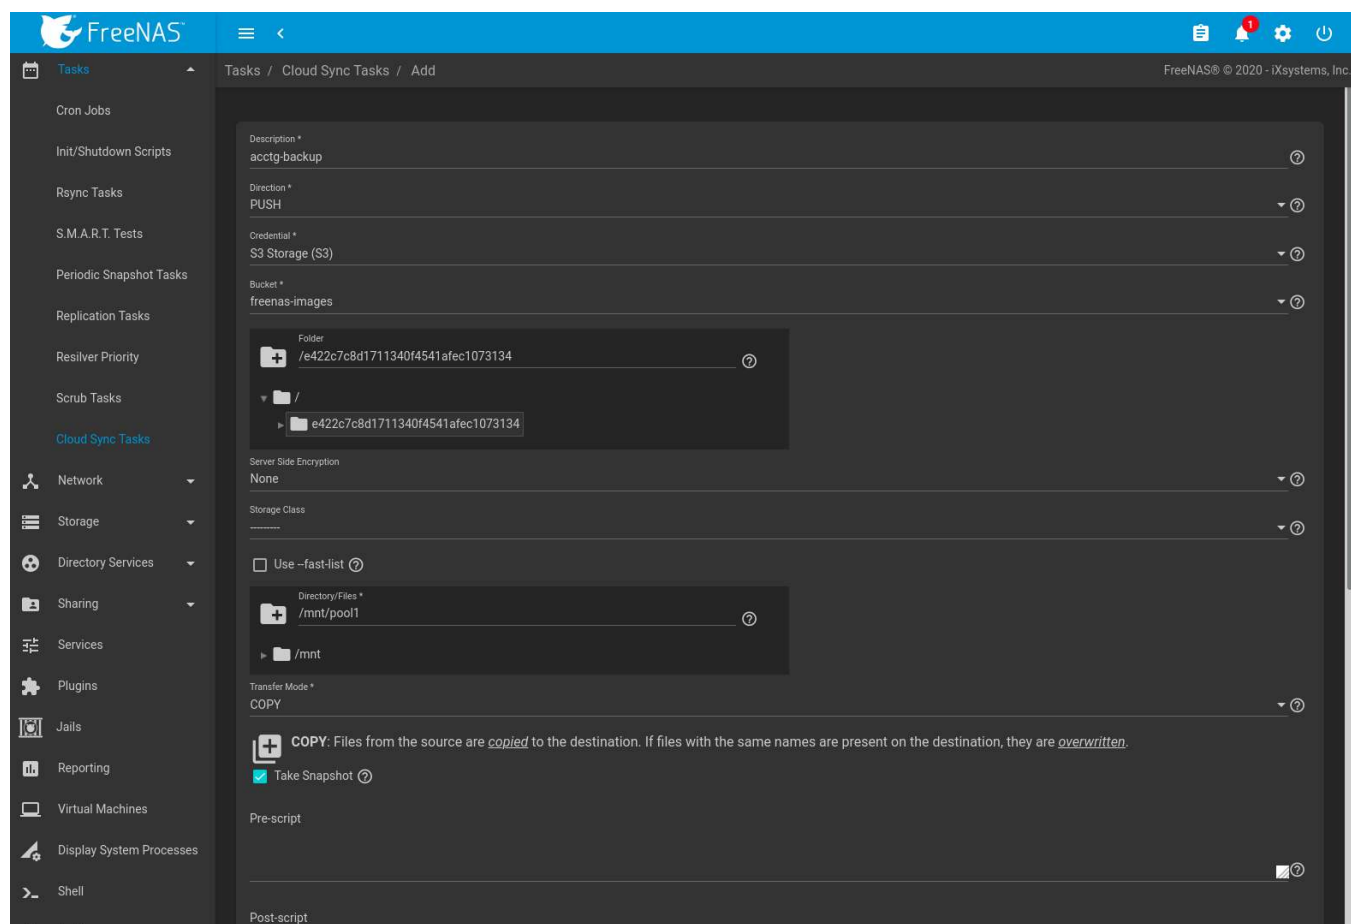 FreeNAS™
1
Tasks
Tasks / Cloud Sync Tasks / Add
FreeNAS® © 2020 - iXsystems, Inc.
Cron Jobs
Init/Shutdown Scripts
Rsync Tasks
S.M.A.R.T. Tests
Periodic Snapshot Tasks
Replication Tasks
Resilver Priority
Scrub Tasks
Cloud Sync Tasks
Network
Storage
Directory Services
Sharing
Services
Plugins
Jails
Reporting
Virtual Machines
Display System Processes
Shell
Description *
acctg-backup
Direction *
PUSH
Credential *
S3 Storage (S3)
Bucket *
freenas-images
Folder
/e422c7c8d1711340f4541afec1073134
/
e422c7c8d1711340f4541afec1073134
Server Side Encryption
None
Storage Class
---------
Use --fast-list
Directory/Files *
/mnt/pool1
/mnt
Transfer Mode *
COPY
COPY: Files from the source are copied to the destination. If files with the same names are present on the destination, they are overwritten.
Take Snapshot
Pre-script
Post-script